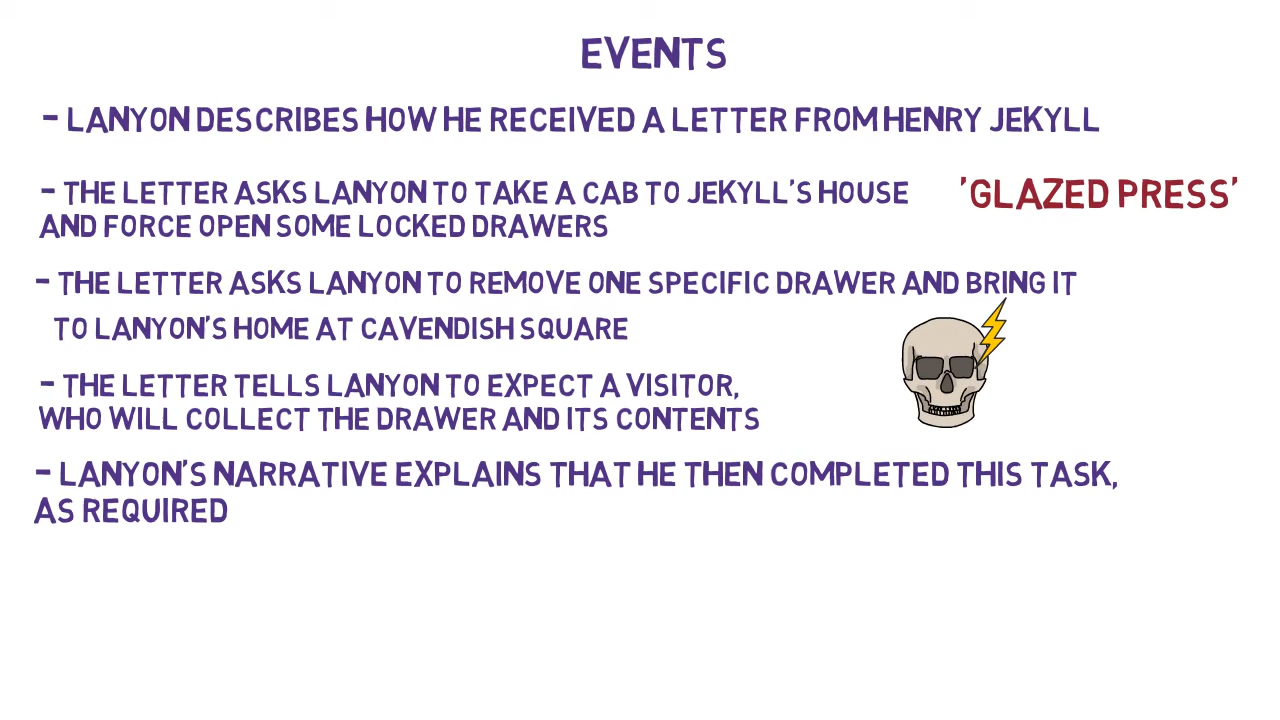 EVENTS
- LANYON DESCRIBES HOW HE RECEIVED A LETTER FROM HENRY JEKYLL
- THE LETTER ASKS LANYON TO TAKE A CAB TO JEKYLL'S HOUSE 'GLAZED PRESS'
AND FORCE OPEN SOME LOCKED DRAWERS
- THE LETTER ASKS LANYON TO REMOVE ONE SPECIFIC DRAWER AND BRING IT
TO LANYON'S HOME AT CAVENDISH SQUARE
- THE LETTER TELLS LANYON TO EXPECT A VISITOR,
WHO WILL COLLECT THE DRAWER AND ITS CONTENTS
- LANYON'S NARRATIVE EXPLAINS THAT HE THEN COMPLETED THIS TASK,
AS REQUIRED